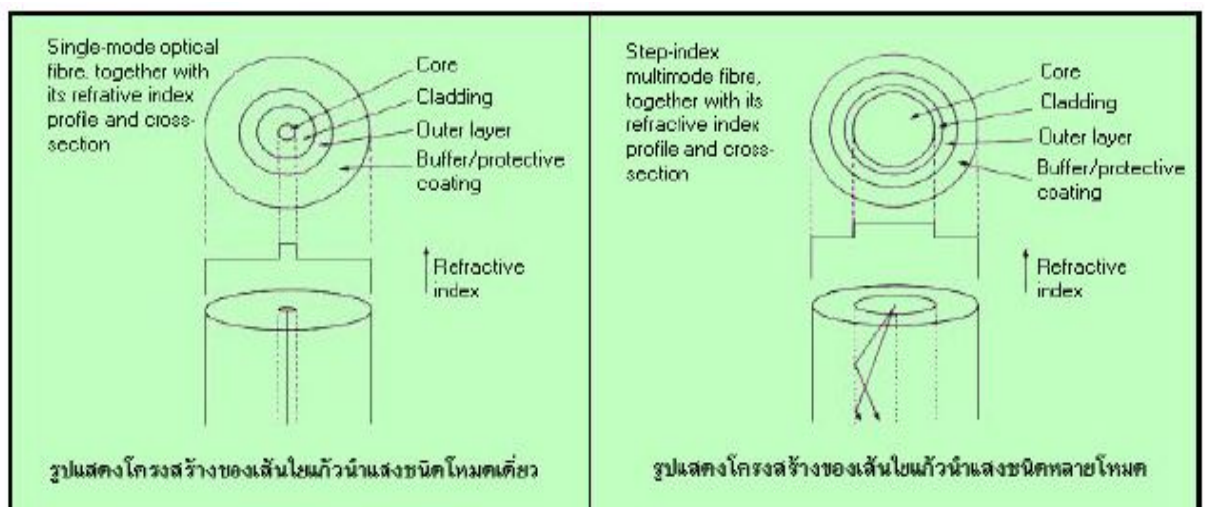 Single-mode optical
fibre, together with
its refrative index
profile and cross-
section
Core
Cladding
Outer layer
Buffer/protective
coating
Refractive
index
รูปแสดงโครงสร้างของเส้นใยแก้วนำแสงชนิดโหมดเดี่ยว
Step-index
multimode fibre,
together with its
refractive index
profile and cross-
section
Core
Cladding
Outer layer
Buffer/protective
coating
Refractive
index
รูปแสดงโครงสร้างของเส้นใยแก้วนำแสงชนิดหลายโหมด